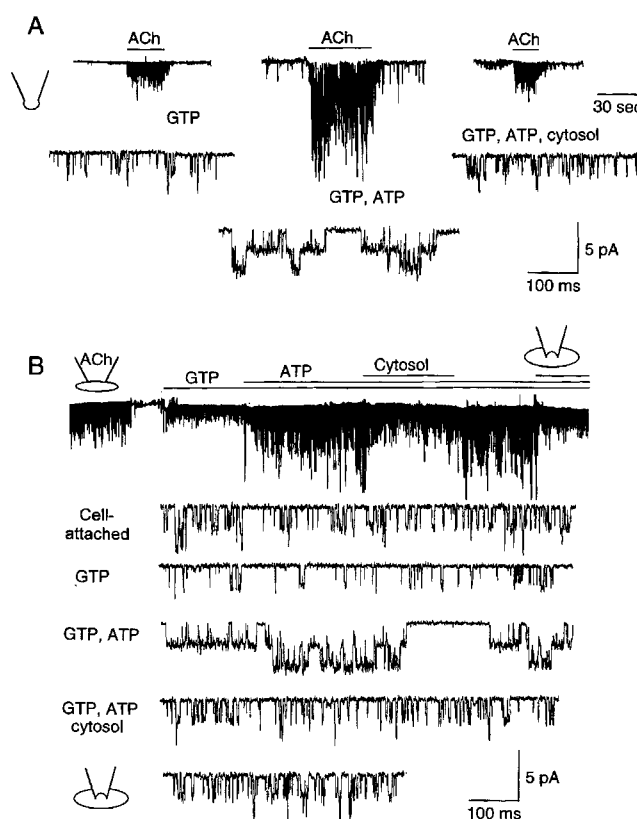 A
ACh ACh ACh
GTP
30 sec
GTP, ATP, cytosol
GTP, ATP
5 pA
100 ms
B
ACh
GTP ATP Cytosol
Cell-
attached
GTP
GTP, ATP
GTP, ATP
cytosol
5 pA
100 ms